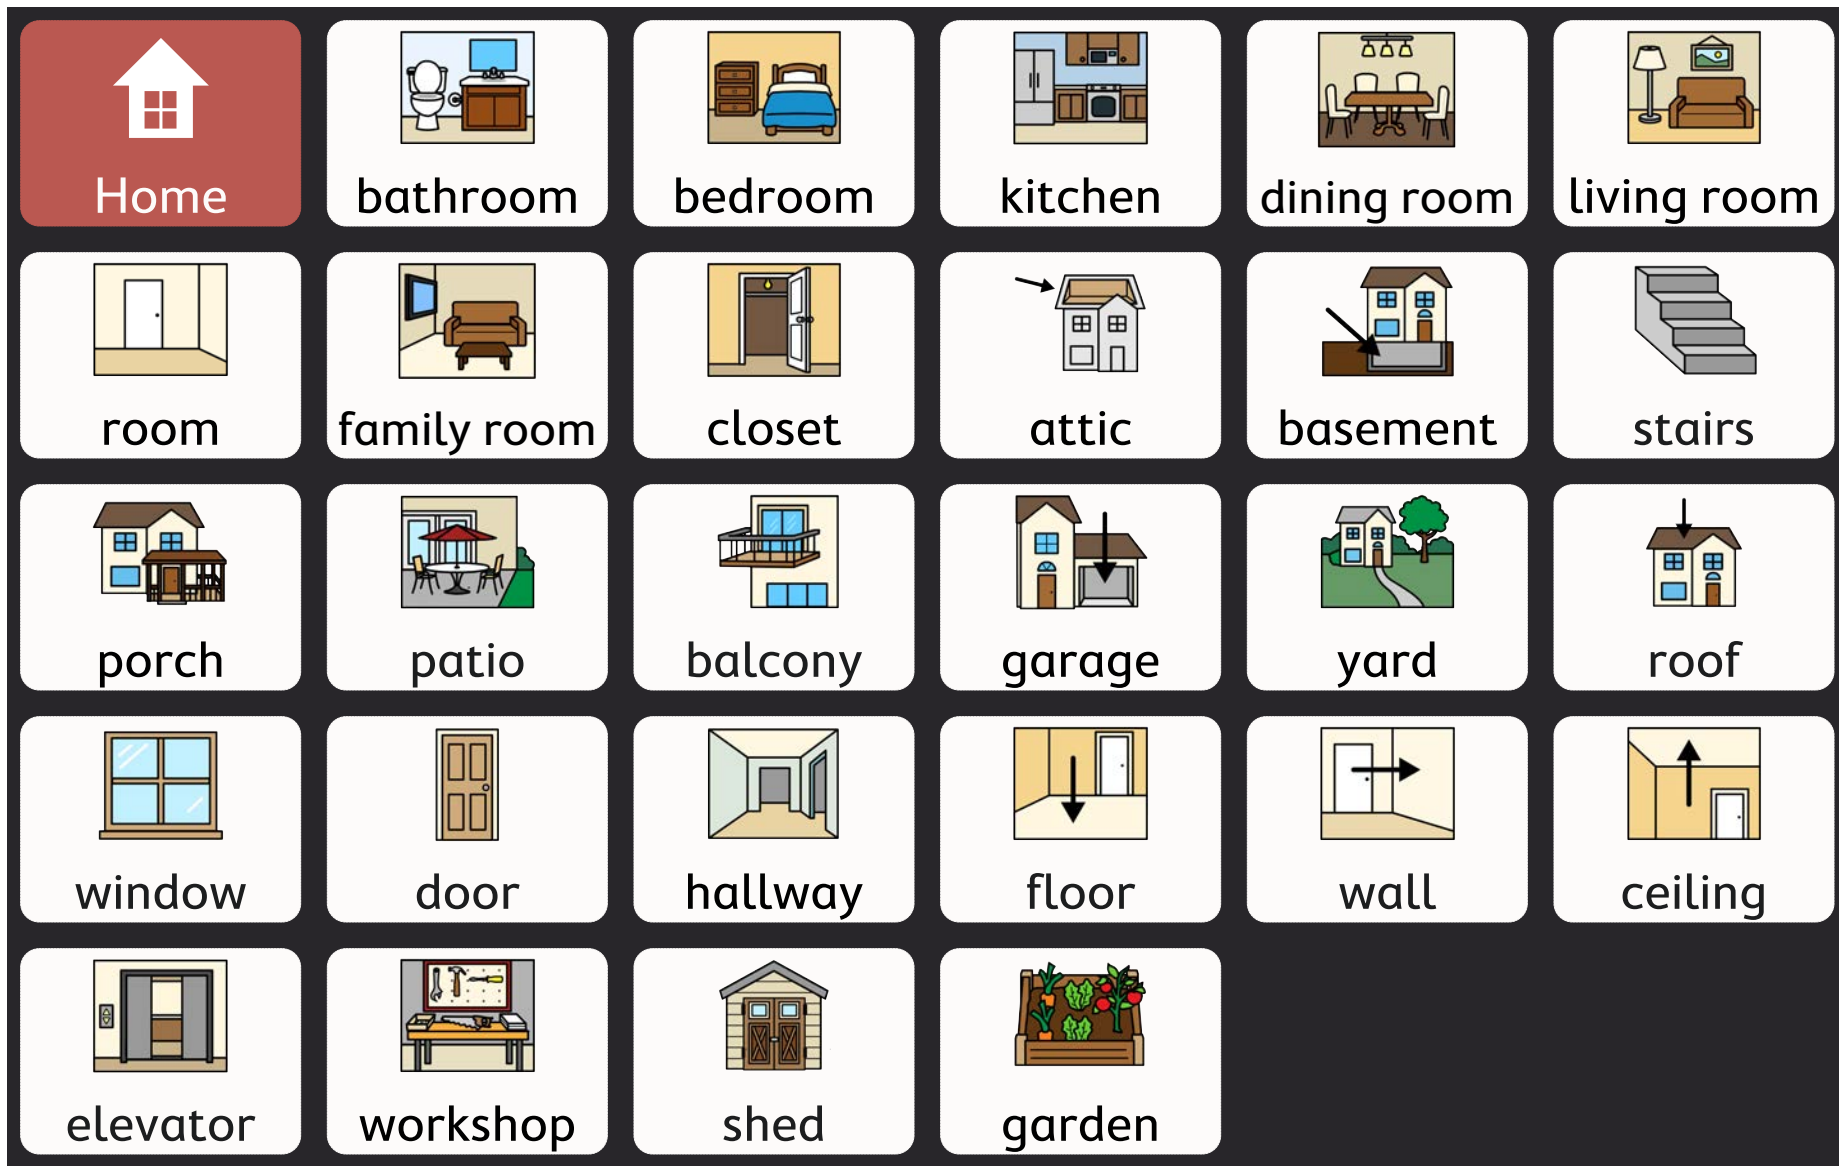 Home
bathroom
bedroom
kitchen
dining room
living room
room
family room
closet
attic
basement
stairs
porch
patio
balcony
garage
yard
roof
window
door
hallway
floor
wall
ceiling
elevator
workshop
shed
garden